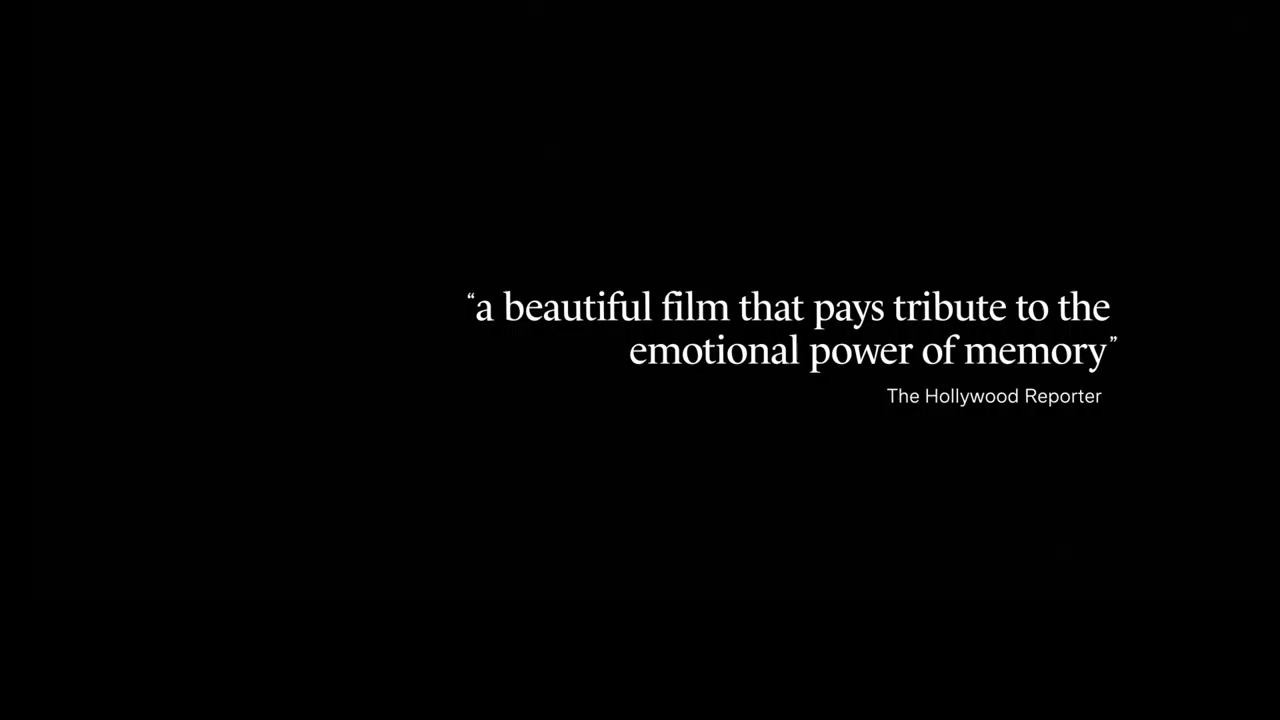 “a beautiful film that pays tribute to the
emotional power of memory”
The Hollywood Reporter